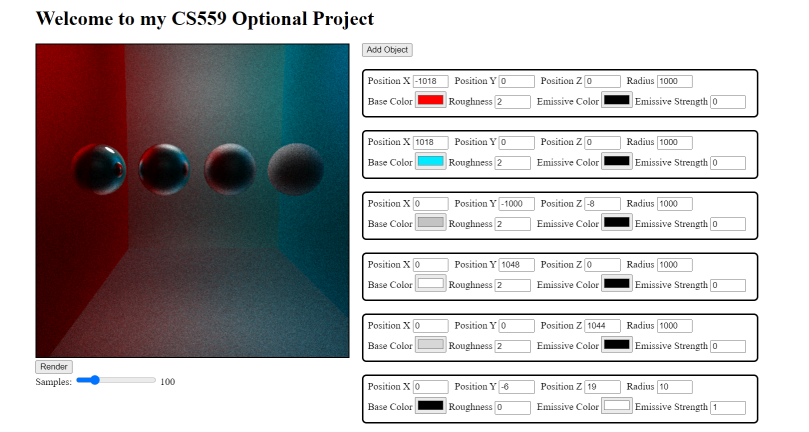 Welcome to my CS559 Optional Project
Add Object
Position X -1018 Position Y 0 Position Z 0 Radius 1000
Base Color Roughness 2 Emissive Color Emissive Strength 0
Position X 1018 Position Y 0 Position Z 0 Radius 1000
Base Color Roughness 2 Emissive Color Emissive Strength 0
Position X 0 Position Y -1000 Position Z -8 Radius 1000
Base Color Roughness 2 Emissive Color Emissive Strength 0
Position X 0 Position Y 1048 Position Z 0 Radius 1000
Base Color Roughness 2 Emissive Color Emissive Strength 0
Position X 0 Position Y 0 Position Z 1044 Radius 1000
Base Color Roughness 2 Emissive Color Emissive Strength 0
Position X 0 Position Y -6 Position Z 19 Radius 10
Base Color Roughness 0 Emissive Color Emissive Strength 1
Render
Samples: 100